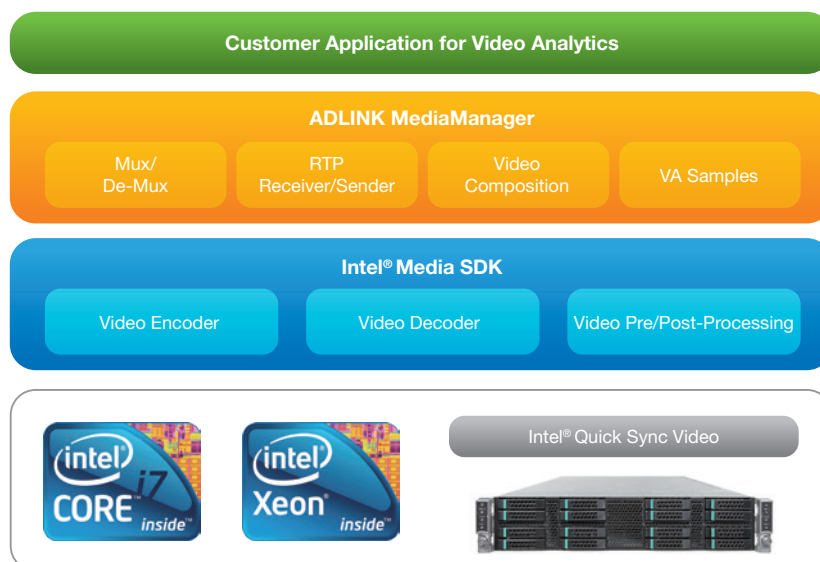 Customer Application for Video Analytics
ADLINK MediaManager
Mux/
De-Mux
RTP
Receiver/Sender
Video
Composition
VA Samples
Intel® Media SDK
Video Encoder
Video Decoder
Video Pre/Post-Processing
intel®
CORE™ i7
inside™
intel®
Xeon®
inside™
Intel® Quick Sync Video